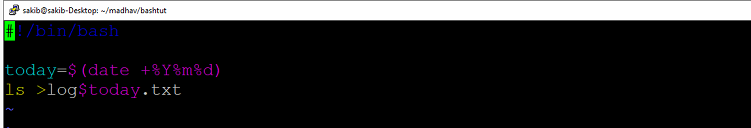 sakib@sakib-Desktop: ~/madhav/bashtut
#!/bin/bash
today=$(date +%Y%m%d)
ls >log$today.txt
~